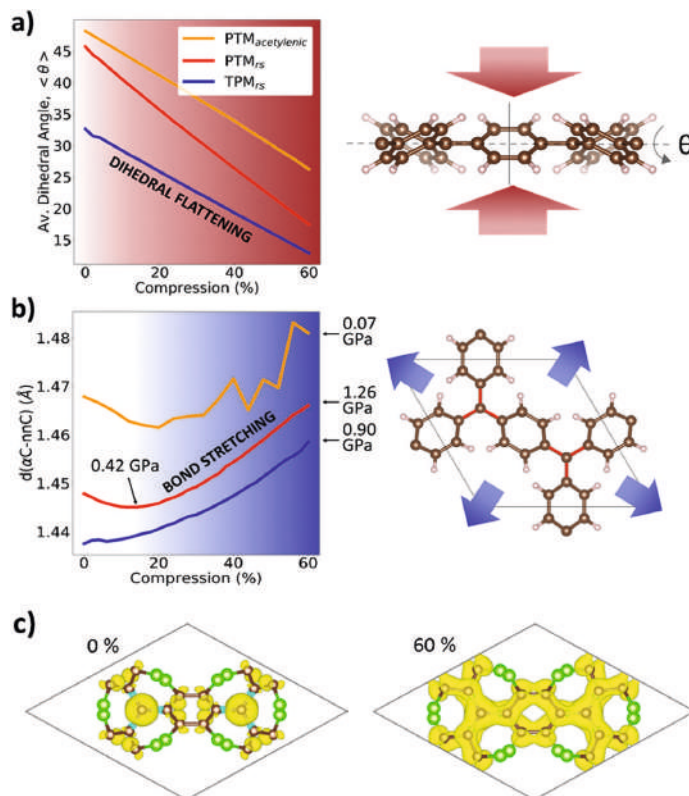 a)
PTMacetylenic
PTMrs
TPMrs
DIHEDRAL FLATTENING
Av. Dihedral Angle, < θ >
45
40
35
30
25
20
15
0
20
40
60
Compression (%)
θ
b)
d(αC-nnC) (Å)
1.48
1.47
1.46
1.45
1.44
0.42 GPa
BOND STRETCHING
0.07
GPa
1.26
GPa
0.90
GPa
0
20
40
60
Compression (%)
c)
0 %
60 %